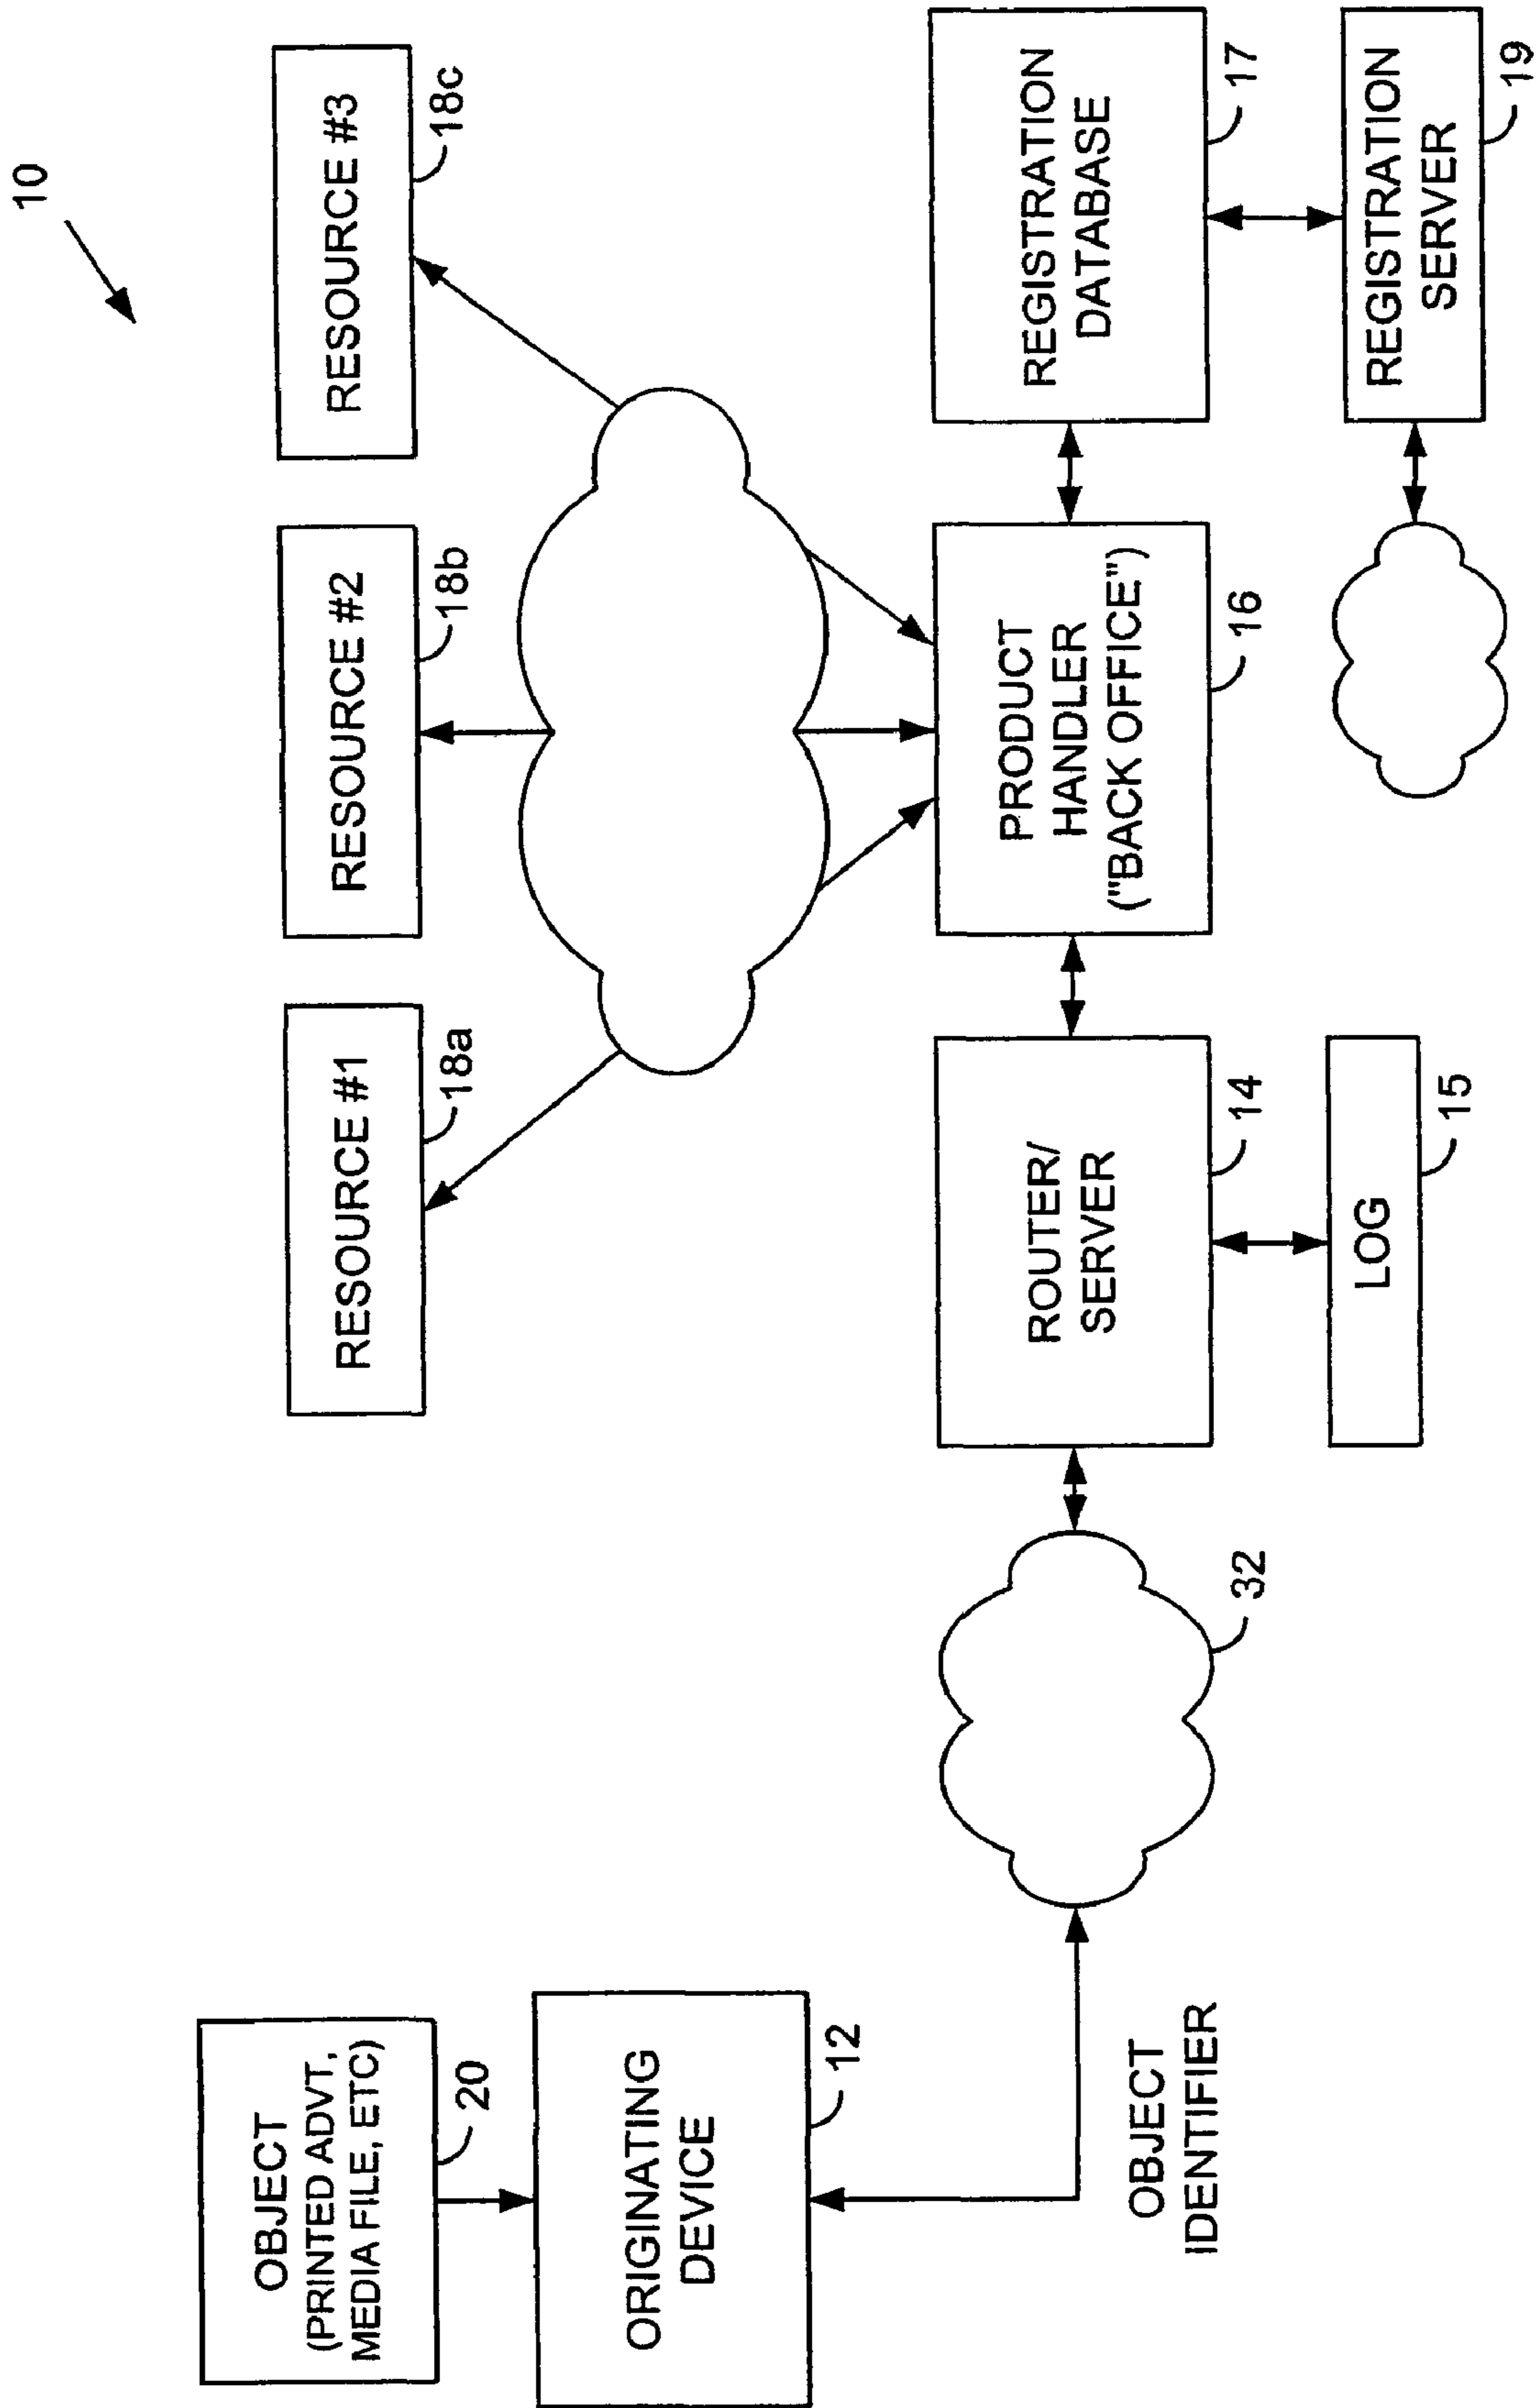 10
RESOURCE #1
18a
RESOURCE #2
18b
RESOURCE #3
18c
OBJECT
(PRINTED ADVT,
MEDIA FILE, ETC)
20
ORIGINATING
DEVICE
12
OBJECT
IDENTIFIER
32
ROUTER/
SERVER
14
LOG
15
PRODUCT
HANDLER
("BACK OFFICE")
16
REGISTRATION
DATABASE
17
REGISTRATION
SERVER
19